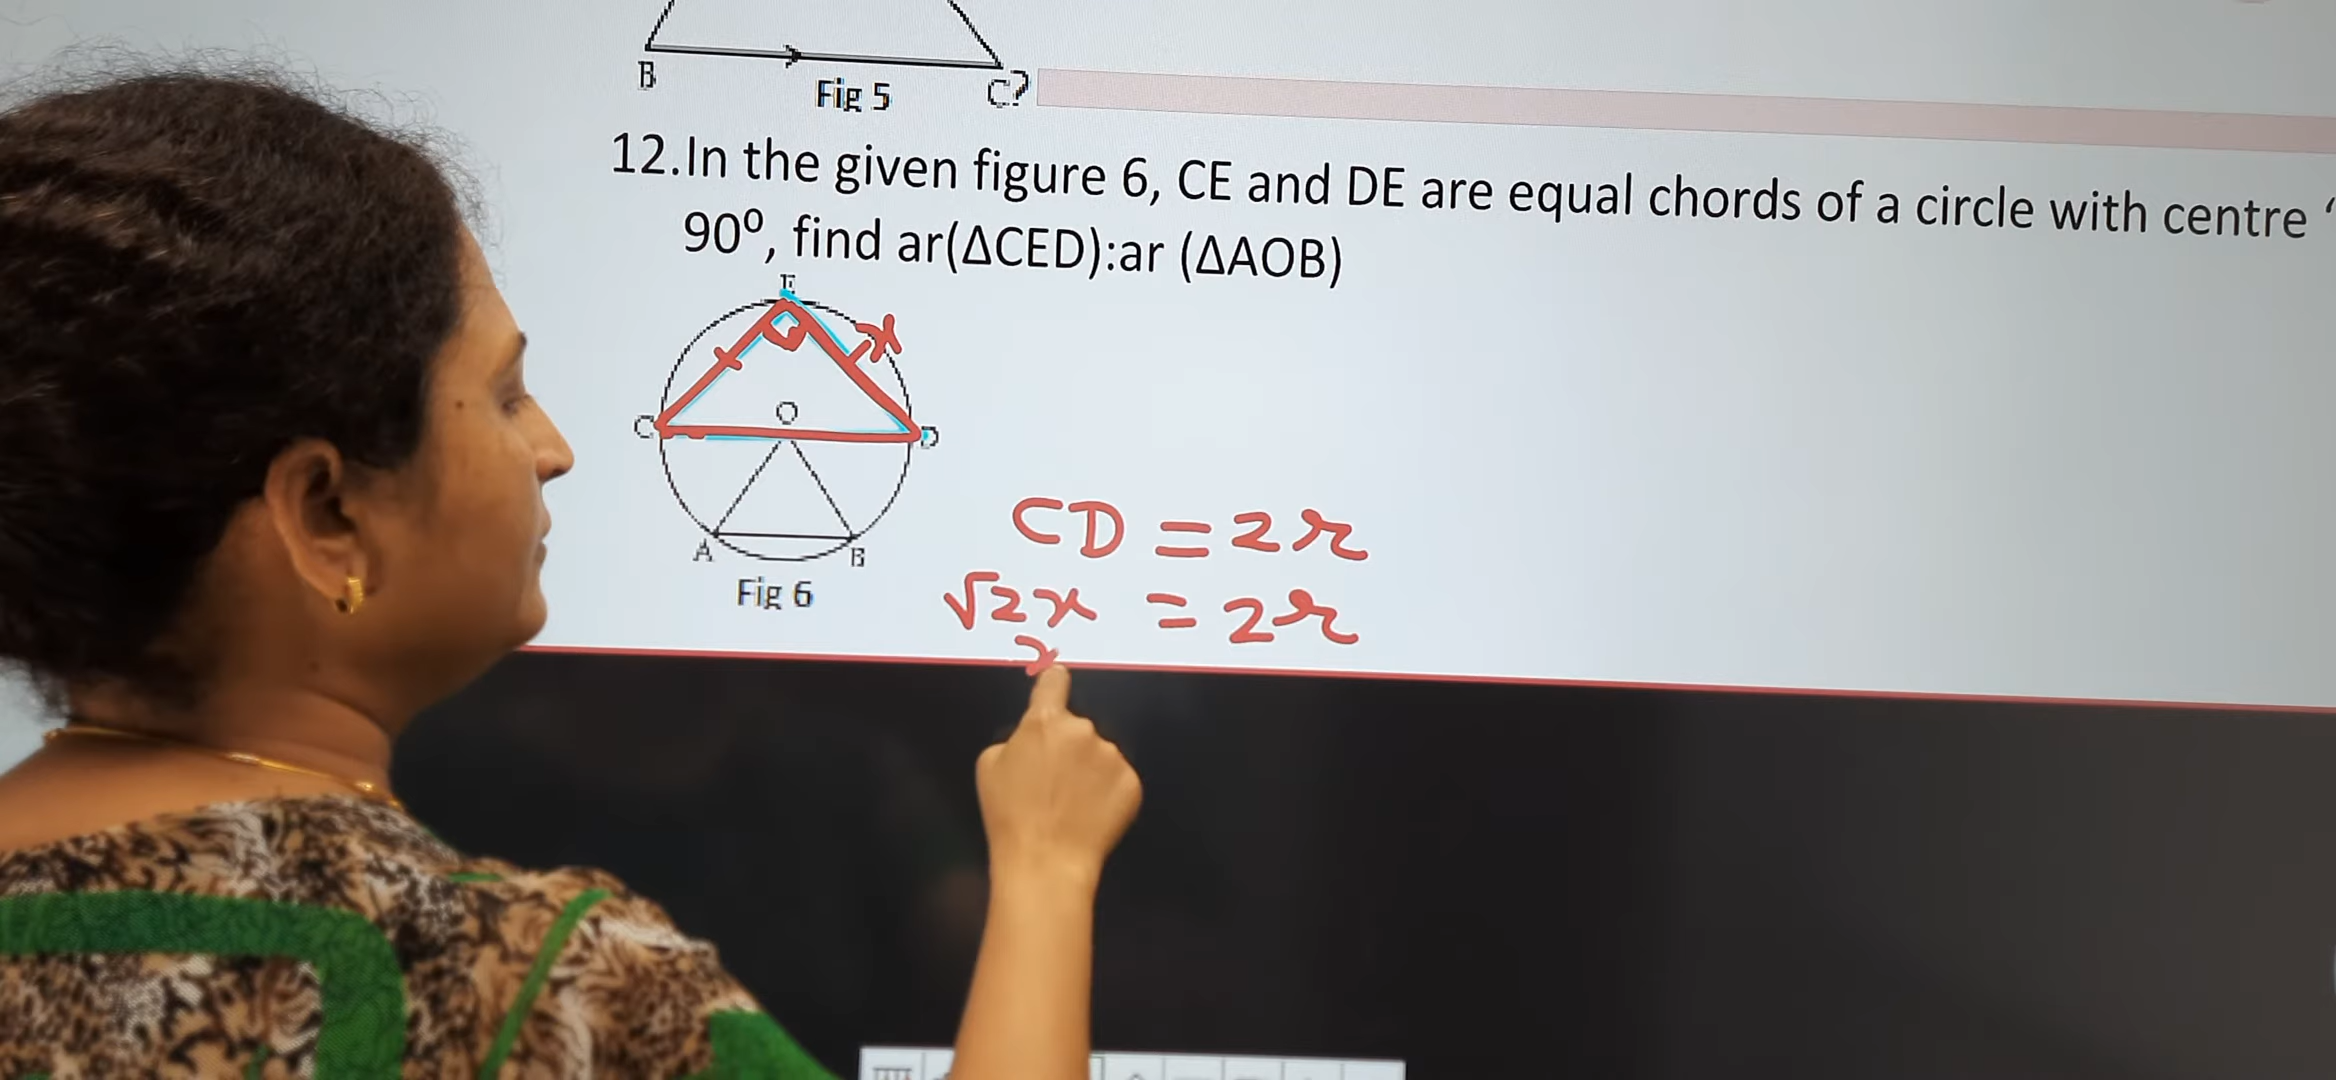 B
Fig 5
C?
12.In the given figure 6, CE and DE are equal chords of a circle with centre ‘
90⁰, find ar(ΔCED):ar (ΔAOB)
E
x
C
O
D
A
B
Fig 6
CD = 2r
√2x = 2r